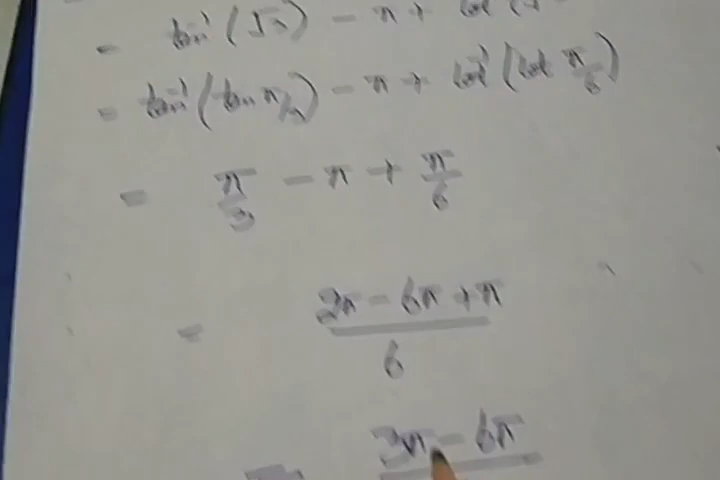 = tan⁻¹(√3) - π + cot⁻¹(
= tan⁻¹(tan π/3) - π + cot⁻¹(cot π/6)
= π/3 - π + π/6
= (2π - 6π + π)/6
= 3π - 6π